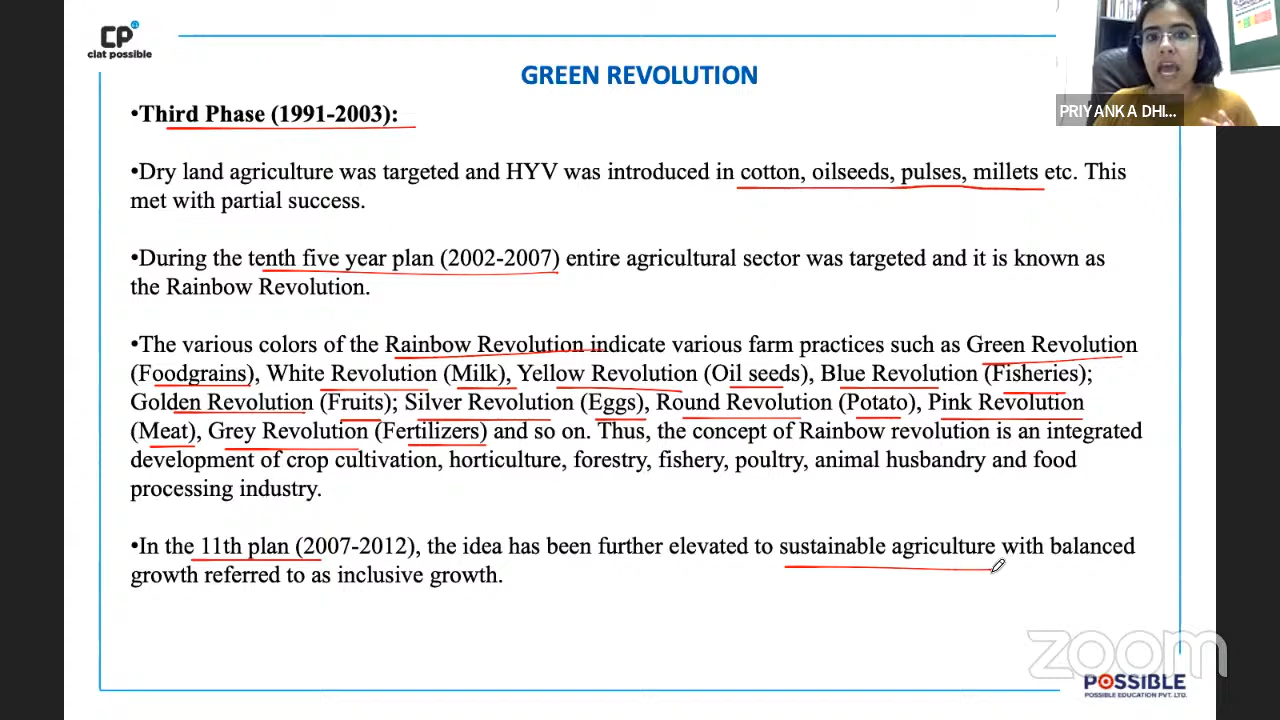 CP
clat possible
GREEN REVOLUTION
PRIYANKA DHI...
•Third Phase (1991-2003):
•Dry land agriculture was targeted and HYV was introduced in cotton, oilseeds, pulses, millets etc. This
met with partial success.
•During the tenth five year plan (2002-2007) entire agricultural sector was targeted and it is known as
the Rainbow Revolution.
•The various colors of the Rainbow Revolution indicate various farm practices such as Green Revolution
(Foodgrains), White Revolution (Milk), Yellow Revolution (Oil seeds), Blue Revolution (Fisheries);
Golden Revolution (Fruits); Silver Revolution (Eggs), Round Revolution (Potato), Pink Revolution
(Meat), Grey Revolution (Fertilizers) and so on. Thus, the concept of Rainbow revolution is an integrated
development of crop cultivation, horticulture, forestry, fishery, poultry, animal husbandry and food
processing industry.
•In the 11th plan (2007-2012), the idea has been further elevated to sustainable agriculture with balanced
growth referred to as inclusive growth.
zoom
POSSIBLE
POSSIBLE EDUCATION PVT. LTD.